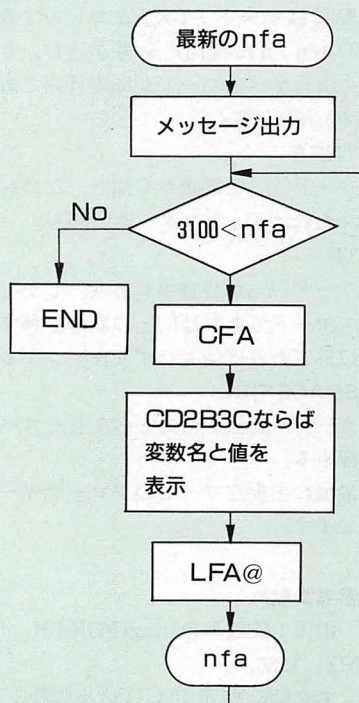 最新のnfa
メッセージ出力
No
3100<nfa
END
CFA
CD2B3Cならば
変数名と値を
表示
LFA@
nfa